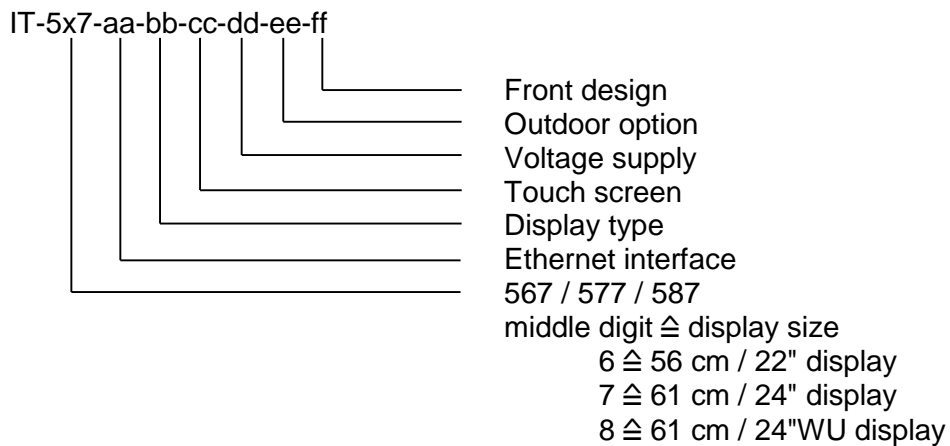 IT-5x7-aa-bb-cc-dd-ee-ff
Front design
Outdoor option
Voltage supply
Touch screen
Display type
Ethernet interface
567 / 577 / 587
middle digit ≙ display size
6 ≙ 56 cm / 22" display
7 ≙ 61 cm / 24" display
8 ≙ 61 cm / 24"WU display